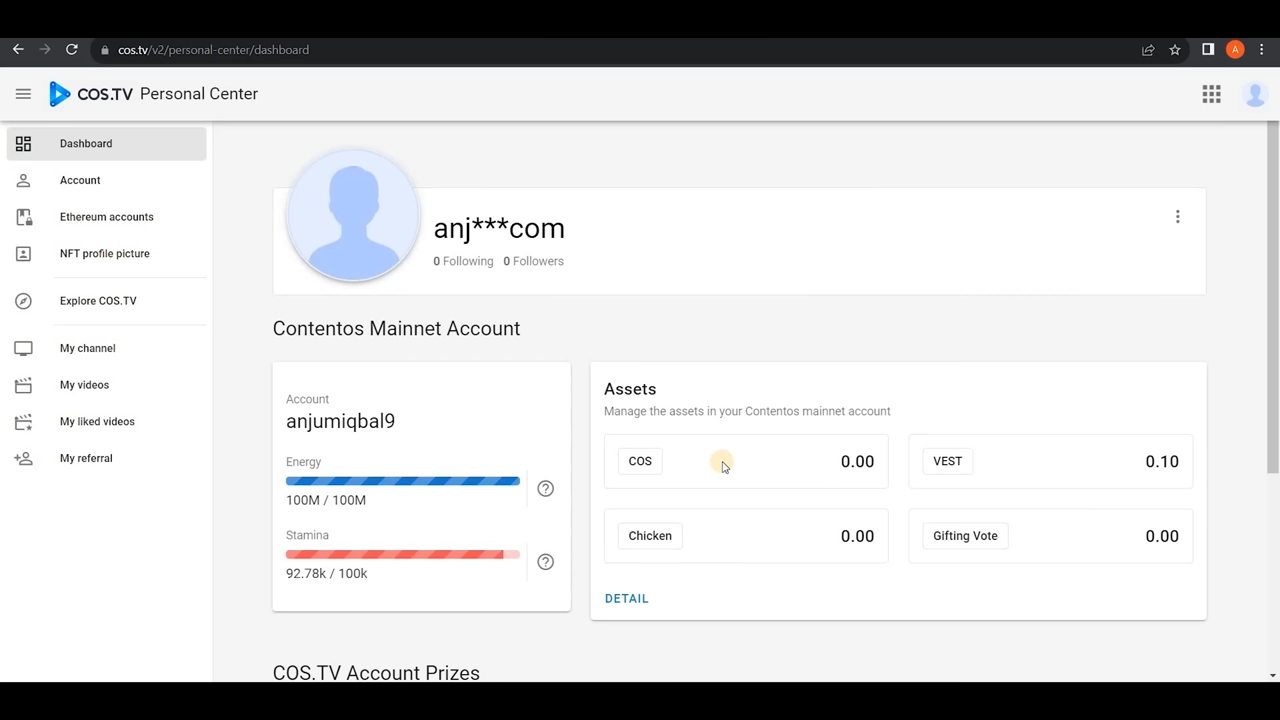 cos.tv/v2/personal-center/dashboard
A
COS.TV Personal Center
Dashboard
Account
Ethereum accounts
NFT profile picture
Explore COS.TV
My channel
My videos
My liked videos
My referral
anj***com
0 Following 0 Followers
Contentos Mainnet Account
Account
anjumiqbal9
Energy
100M / 100M
?
Stamina
92.78k / 100k
?
Assets
Manage the assets in your Contentos mainnet account
COS 0.00
VEST 0.10
Chicken 0.00
Gifting Vote 0.00
DETAIL
COS.TV Account Prizes